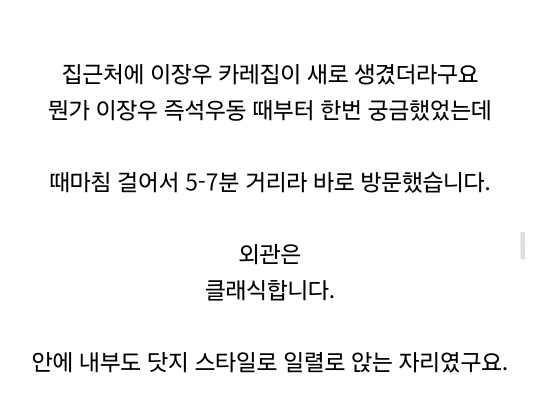 집근처에 이장우 카레집이 새로 생겼더라구요
뭔가 이장우 즉석우동 때부터 한번 궁금했었는데
때마침 걸어서 5-7분 거리라 바로 방문했습니다.
외관은
클래식합니다.
안에 내부도 닷지 스타일로 일렬로 앉는 자리였구요.